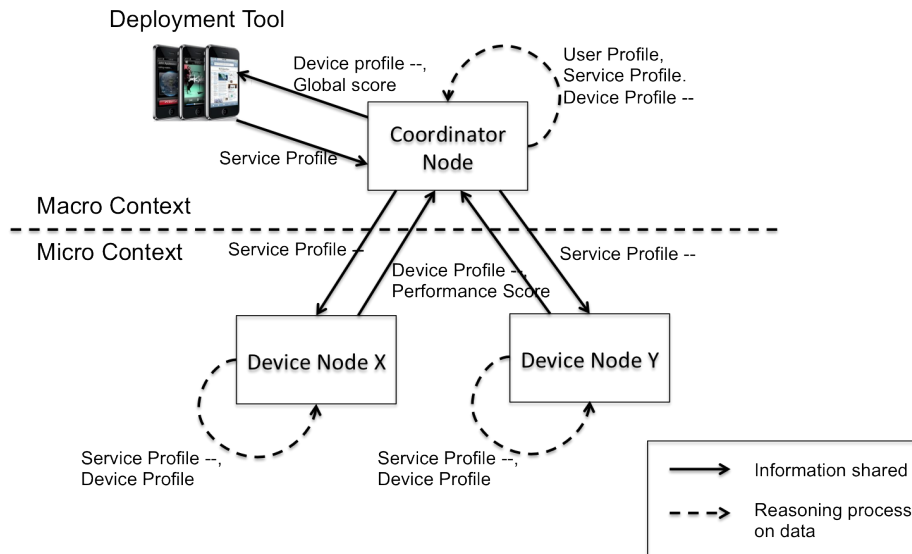 Deployment Tool
Device profile --,
Global score
User Profile,
Service Profile.
Device Profile --
Coordinator
Node
Service Profile
Macro Context
Micro Context
Service Profile --
Device Profile --,
Performance Score
Service Profile --
Device Node X
Device Node Y
Service Profile --,
Device Profile
Service Profile --,
Device Profile
Information shared
Reasoning process
on data